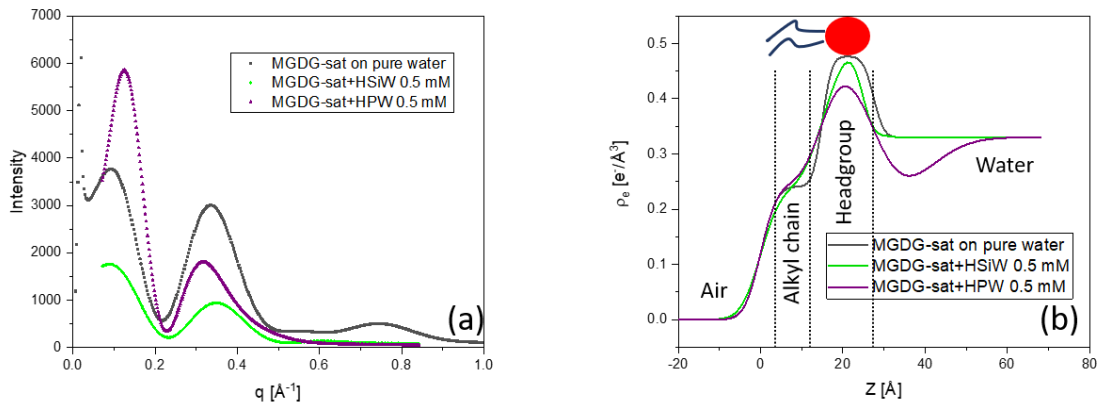 (a)
7000
6000
5000
4000
3000
2000
1000
0
Intensity
0.0 0.2 0.4 0.6 0.8 1.0
q [Å⁻¹]
MGDG-sat on pure water
MGDG-sat+HSiW 0.5 mM
MGDG-sat+HPW 0.5 mM
(b)
0.5
0.4
0.3
0.2
0.1
0.0
ρe [e⁻/Å³]
-20 0 20 40 60 80
Z [Å]
Air
Alkyl chain
Headgroup
Water
MGDG-sat on pure water
MGDG-sat+HSiW 0.5 mM
MGDG-sat+HPW 0.5 mM